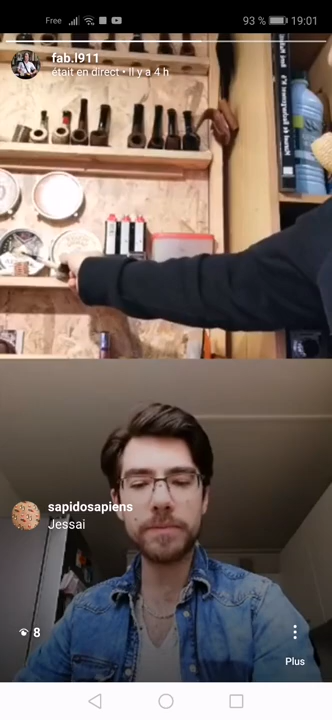 Free 93 % 19:01
fab.l911
était en direct • Il y a 4 h
sapidosapiens
Jessai
8
Plus